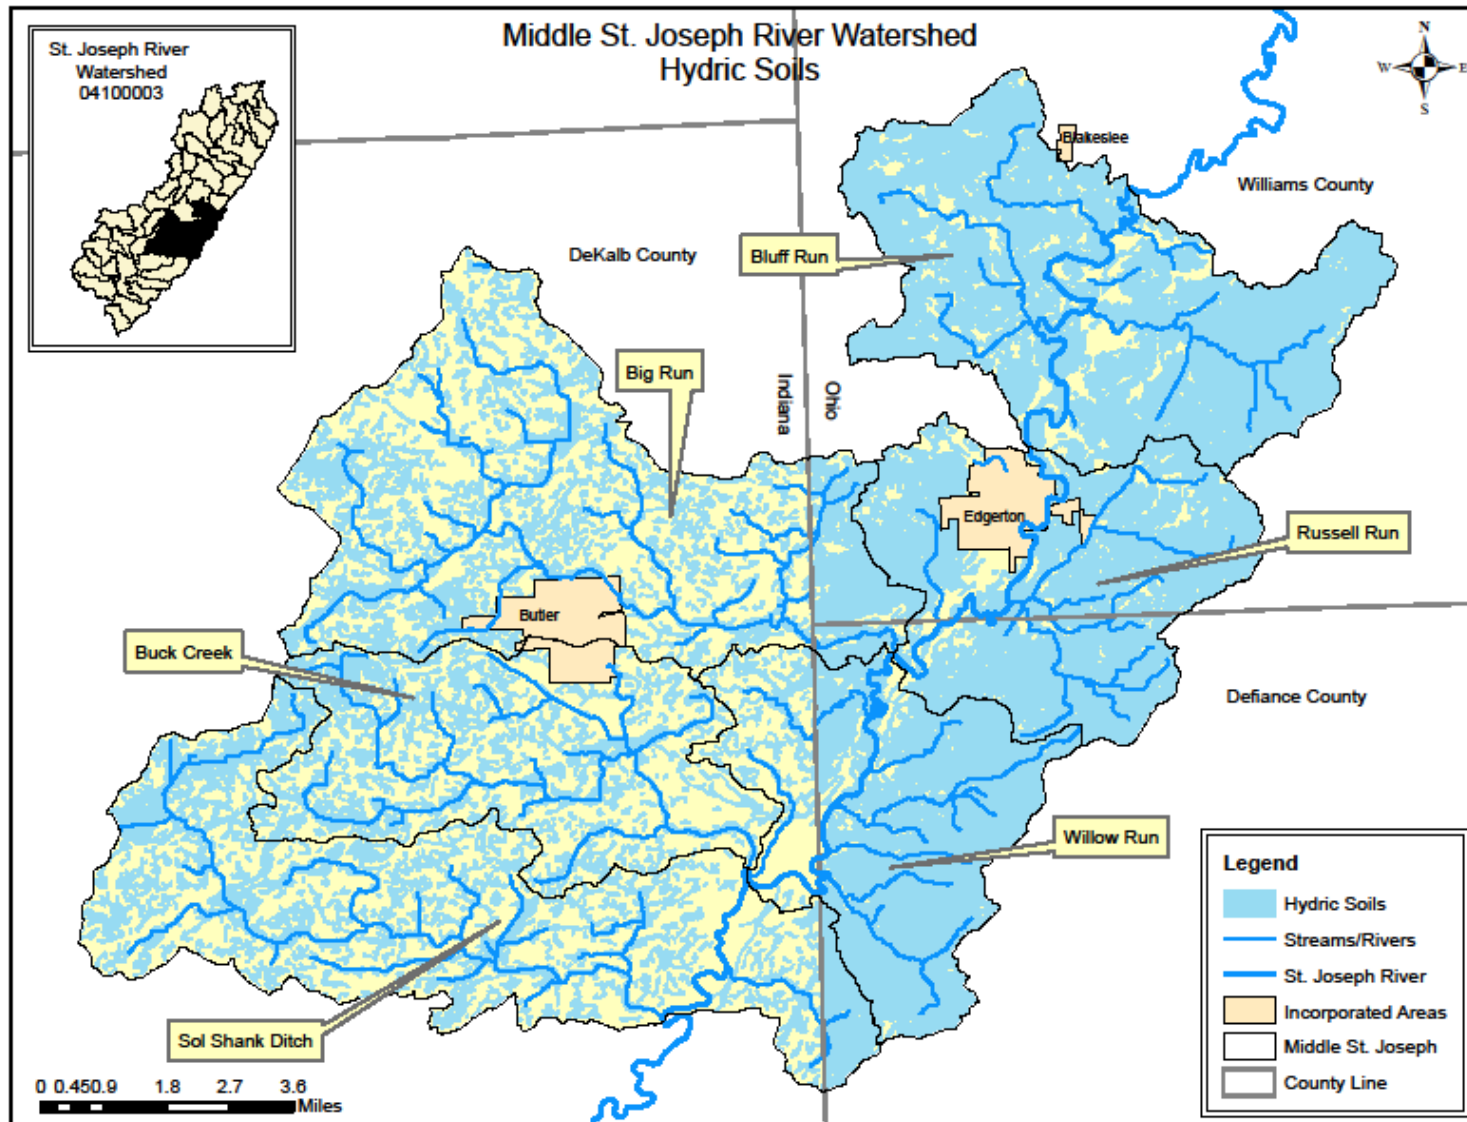 Middle St. Joseph River Watershed
Hydric Soils
St. Joseph River
Watershed
04100003
N
W
E
S
Blakeslee
Williams County
DeKalb County
Bluff Run
Big Run
Indiana
Ohio
Edgerton
Russell Run
Butler
Buck Creek
Defiance County
Willow Run
Sol Shank Ditch
Legend
Hydric Soils
Streams/Rivers
St. Joseph River
Incorporated Areas
Middle St. Joseph
County Line
0 0.45 0.9 1.8 2.7 3.6
Miles